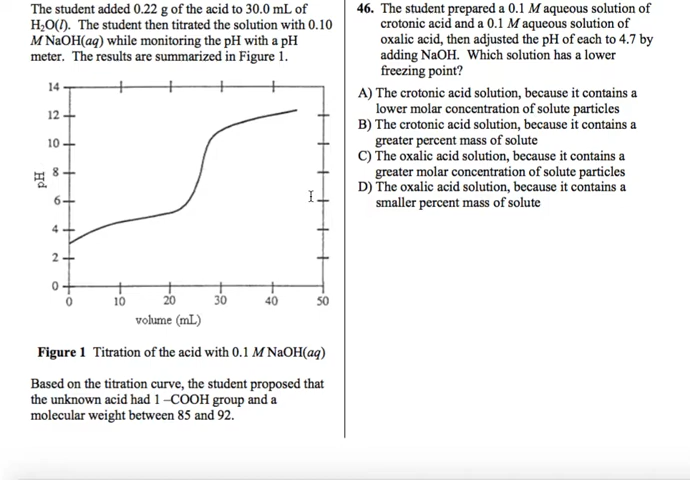 The student added 0.22 g of the acid to 30.0 mL of
H₂O(l). The student then titrated the solution with 0.10
M NaOH(aq) while monitoring the pH with a pH
meter. The results are summarized in Figure 1.
14
12
10
8
6
4
2
0
pH
0 10 20 30 40 50
volume (mL)
Figure 1 Titration of the acid with 0.1 M NaOH(aq)
Based on the titration curve, the student proposed that
the unknown acid had 1 –COOH group and a
molecular weight between 85 and 92.
46. The student prepared a 0.1 M aqueous solution of
crotonic acid and a 0.1 M aqueous solution of
oxalic acid, then adjusted the pH of each to 4.7 by
adding NaOH. Which solution has a lower
freezing point?
A) The crotonic acid solution, because it contains a
lower molar concentration of solute particles
B) The crotonic acid solution, because it contains a
greater percent mass of solute
C) The oxalic acid solution, because it contains a
greater molar concentration of solute particles
D) The oxalic acid solution, because it contains a
smaller percent mass of solute